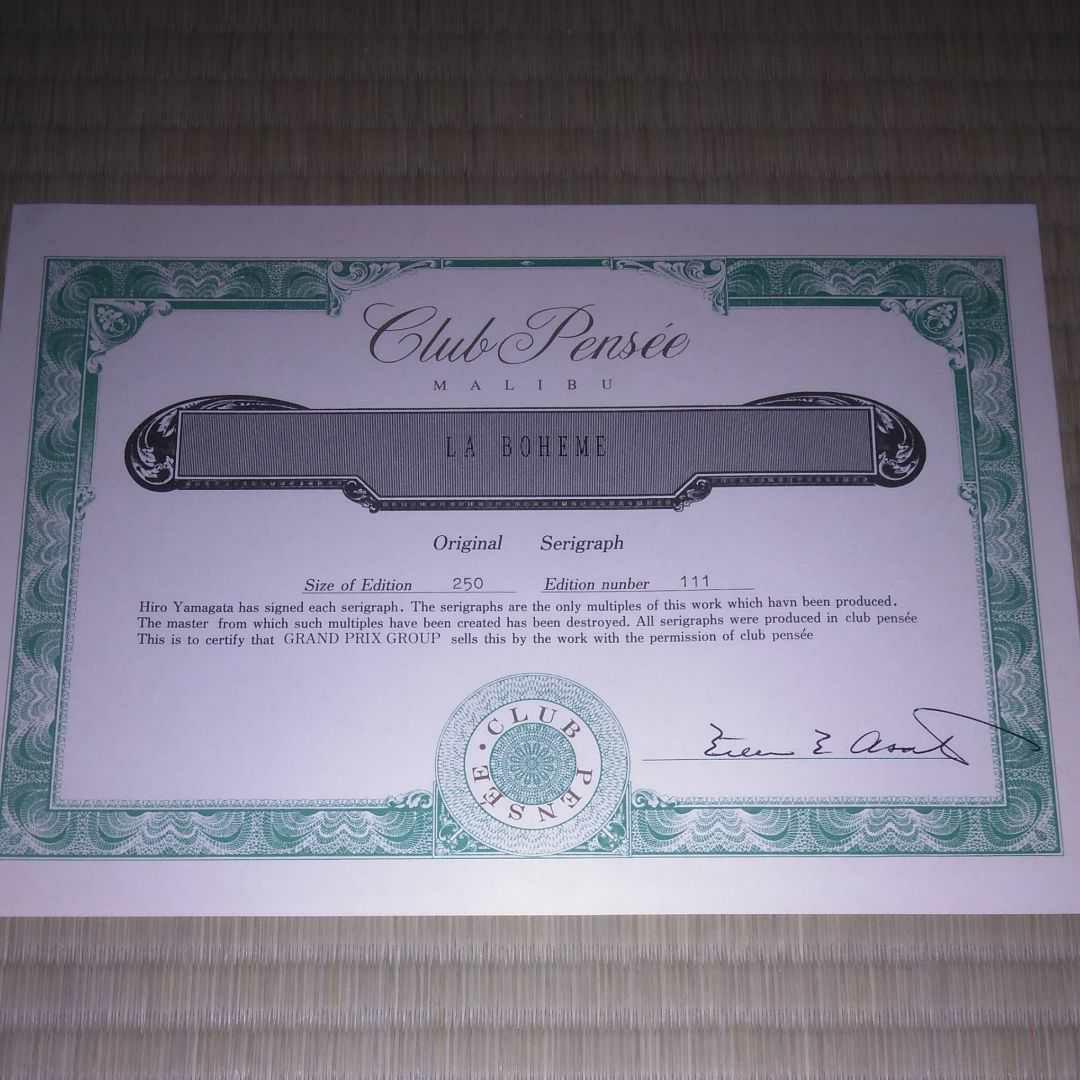 Club Pensée
MALIBU
LA BOHEME
Original Serigraph
Size of Edition 250 Edition nunber 111
Hiro Yamagata has signed each serigraph. The serigraphs are the only multiples of this work which havn been produced.
The master from which such multiples have been created has been destroyed. All serigraphs were produced in club pensée
This is to certify that GRAND PRIX GROUP sells this by the work with the permission of club pensée
CLUB PENSÉE